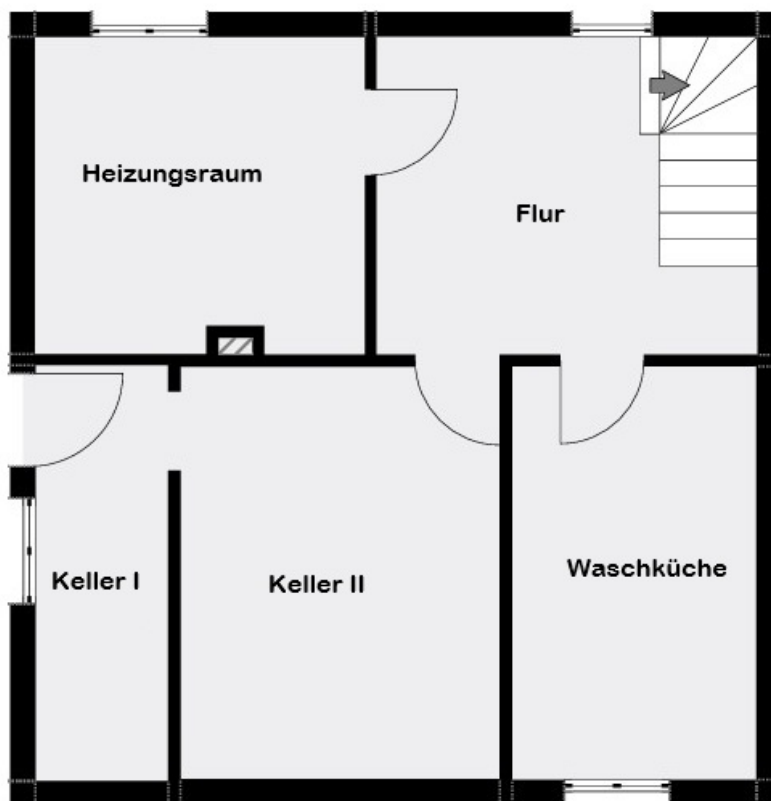 Heizungsraum
Flur
Keller I
Keller II
Waschküche